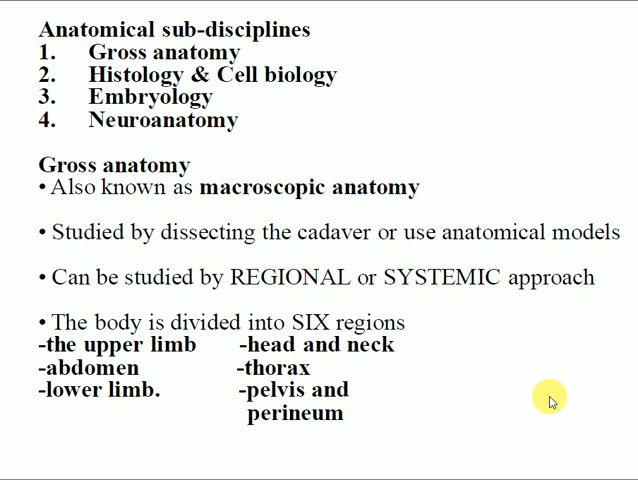 Anatomical sub-disciplines
1. Gross anatomy
2. Histology & Cell biology
3. Embryology
4. Neuroanatomy
Gross anatomy
• Also known as macroscopic anatomy
• Studied by dissecting the cadaver or use anatomical models
• Can be studied by REGIONAL or SYSTEMIC approach
• The body is divided into SIX regions
-the upper limb -head and neck
-abdomen -thorax
-lower limb. -pelvis and
perineum